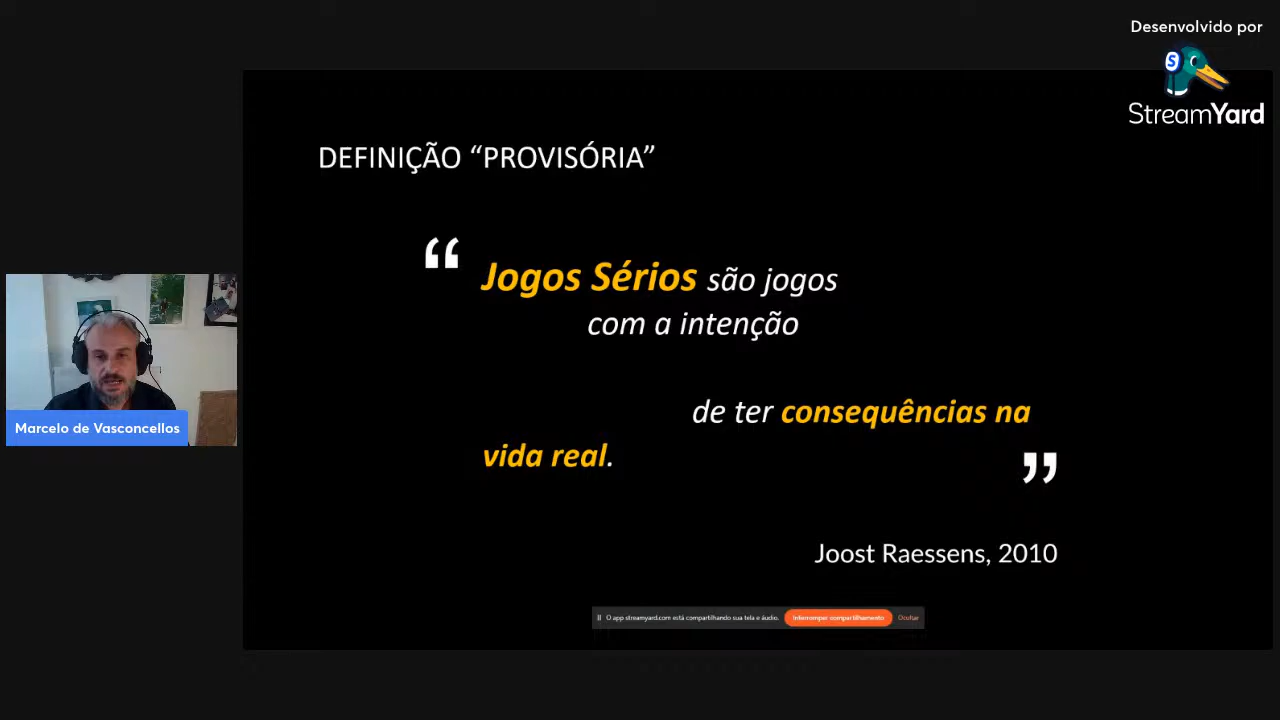 Desenvolvido por
StreamYard
DEFINIÇÃO “PROVISÓRIA”
“
Jogos Sérios são jogos
com a intenção
de ter consequências na
vida real.
”
Joost Raessens, 2010
Marcelo de Vasconcellos
O app streamyard.com está compartilhando sua tela e áudio. Interromper compartilhamento Ocultar